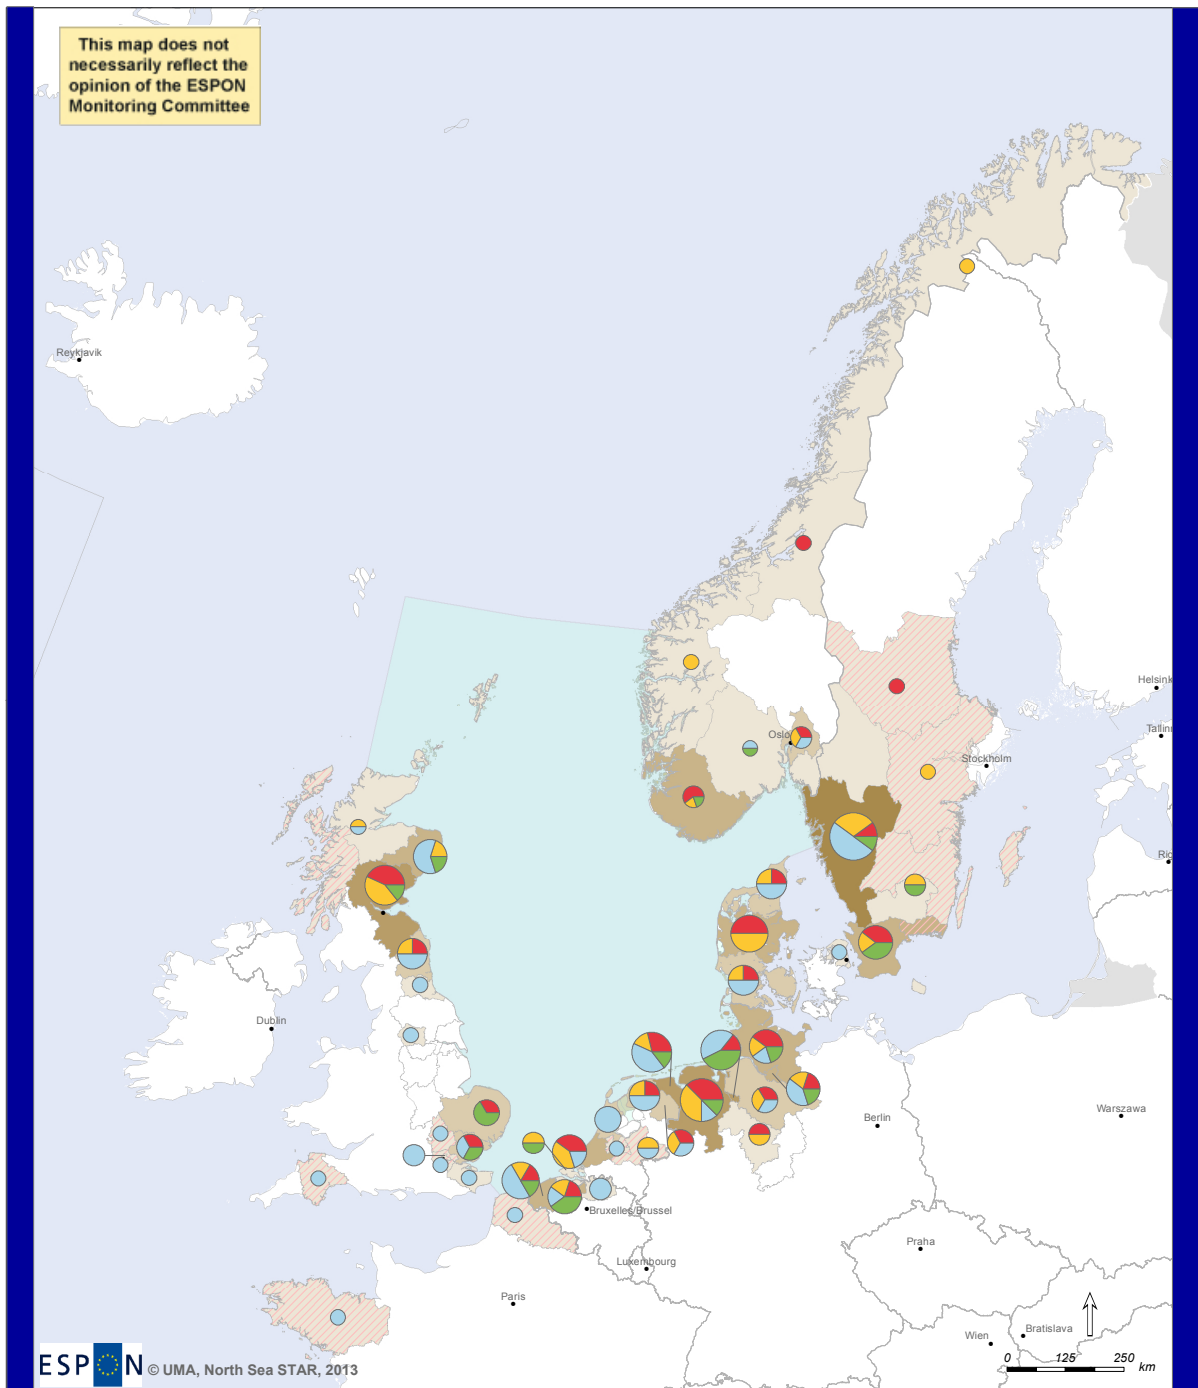 This map does not
necessarily reflect the
opinion of the ESPON
Monitoring Committee
Reykjavik
Helsink
Oslo
Tallin
Stockholm
Rig
Dublin
Warszawa
Berlin
Bruxelles/Brussel
Praha
Luxembourg
Paris
Wien
Bratislava
0 125 250
km
ESPON
© UMA, North Sea STAR, 2013